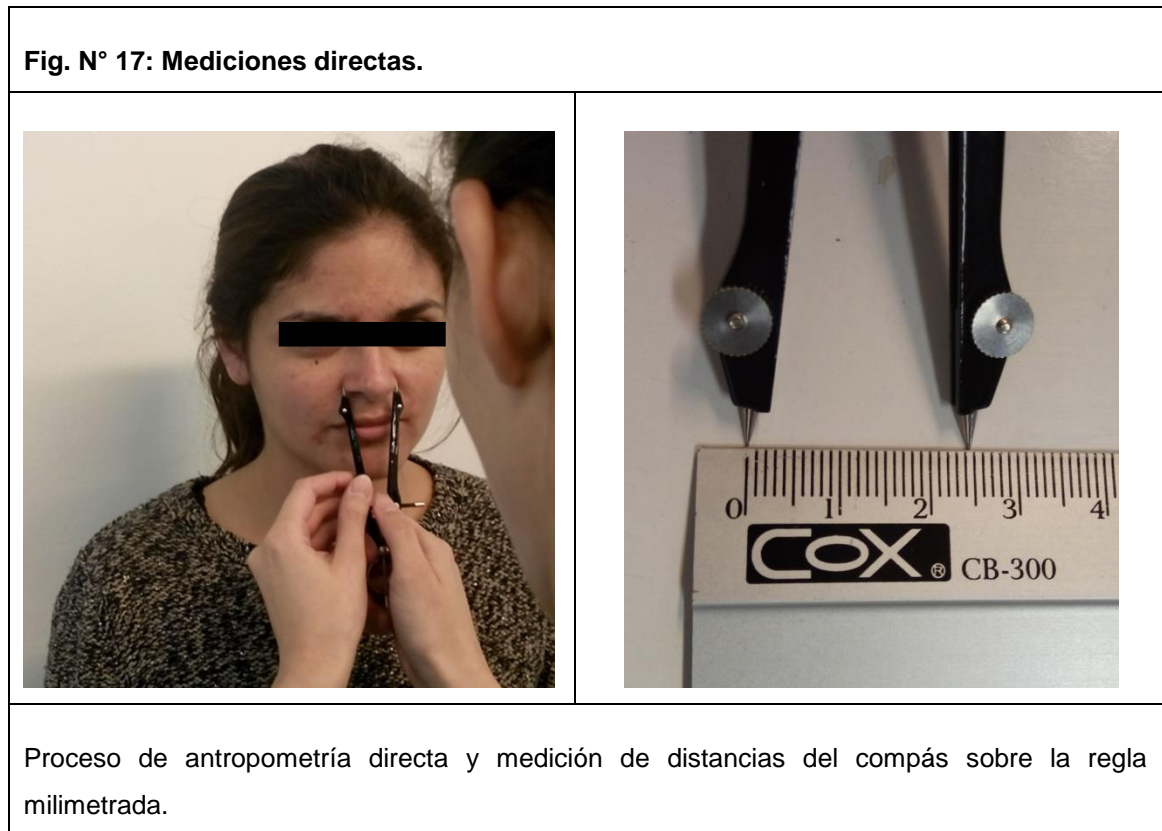 Fig. N° 17: Mediciones directas.
0 1 2 3 4
COX ® CB-300
Proceso de antropometría directa y medición de distancias del compás sobre la regla
milimetrada.